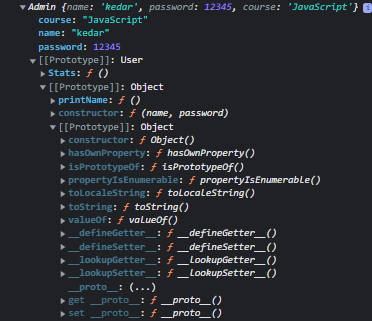 Admin {name: 'kedar', password: 12345, course: 'JavaScript'} i
course: "JavaScript"
name: "kedar"
password: 12345
[[Prototype]]: User
Stats: ƒ ()
[[Prototype]]: Object
printName: ƒ ()
constructor: ƒ (name, password)
[[Prototype]]: Object
constructor: ƒ Object()
hasOwnProperty: ƒ hasOwnProperty()
isPrototypeOf: ƒ isPrototypeOf()
propertyIsEnumerable: ƒ propertyIsEnumerable()
toLocaleString: ƒ toLocaleString()
toString: ƒ toString()
valueOf: ƒ valueOf()
__defineGetter__: ƒ __defineGetter__()
__defineSetter__: ƒ __defineSetter__()
__lookupGetter__: ƒ __lookupGetter__()
__lookupSetter__: ƒ __lookupSetter__()
__proto__: (...)
get __proto__: ƒ __proto__()
set __proto__: ƒ __proto__()